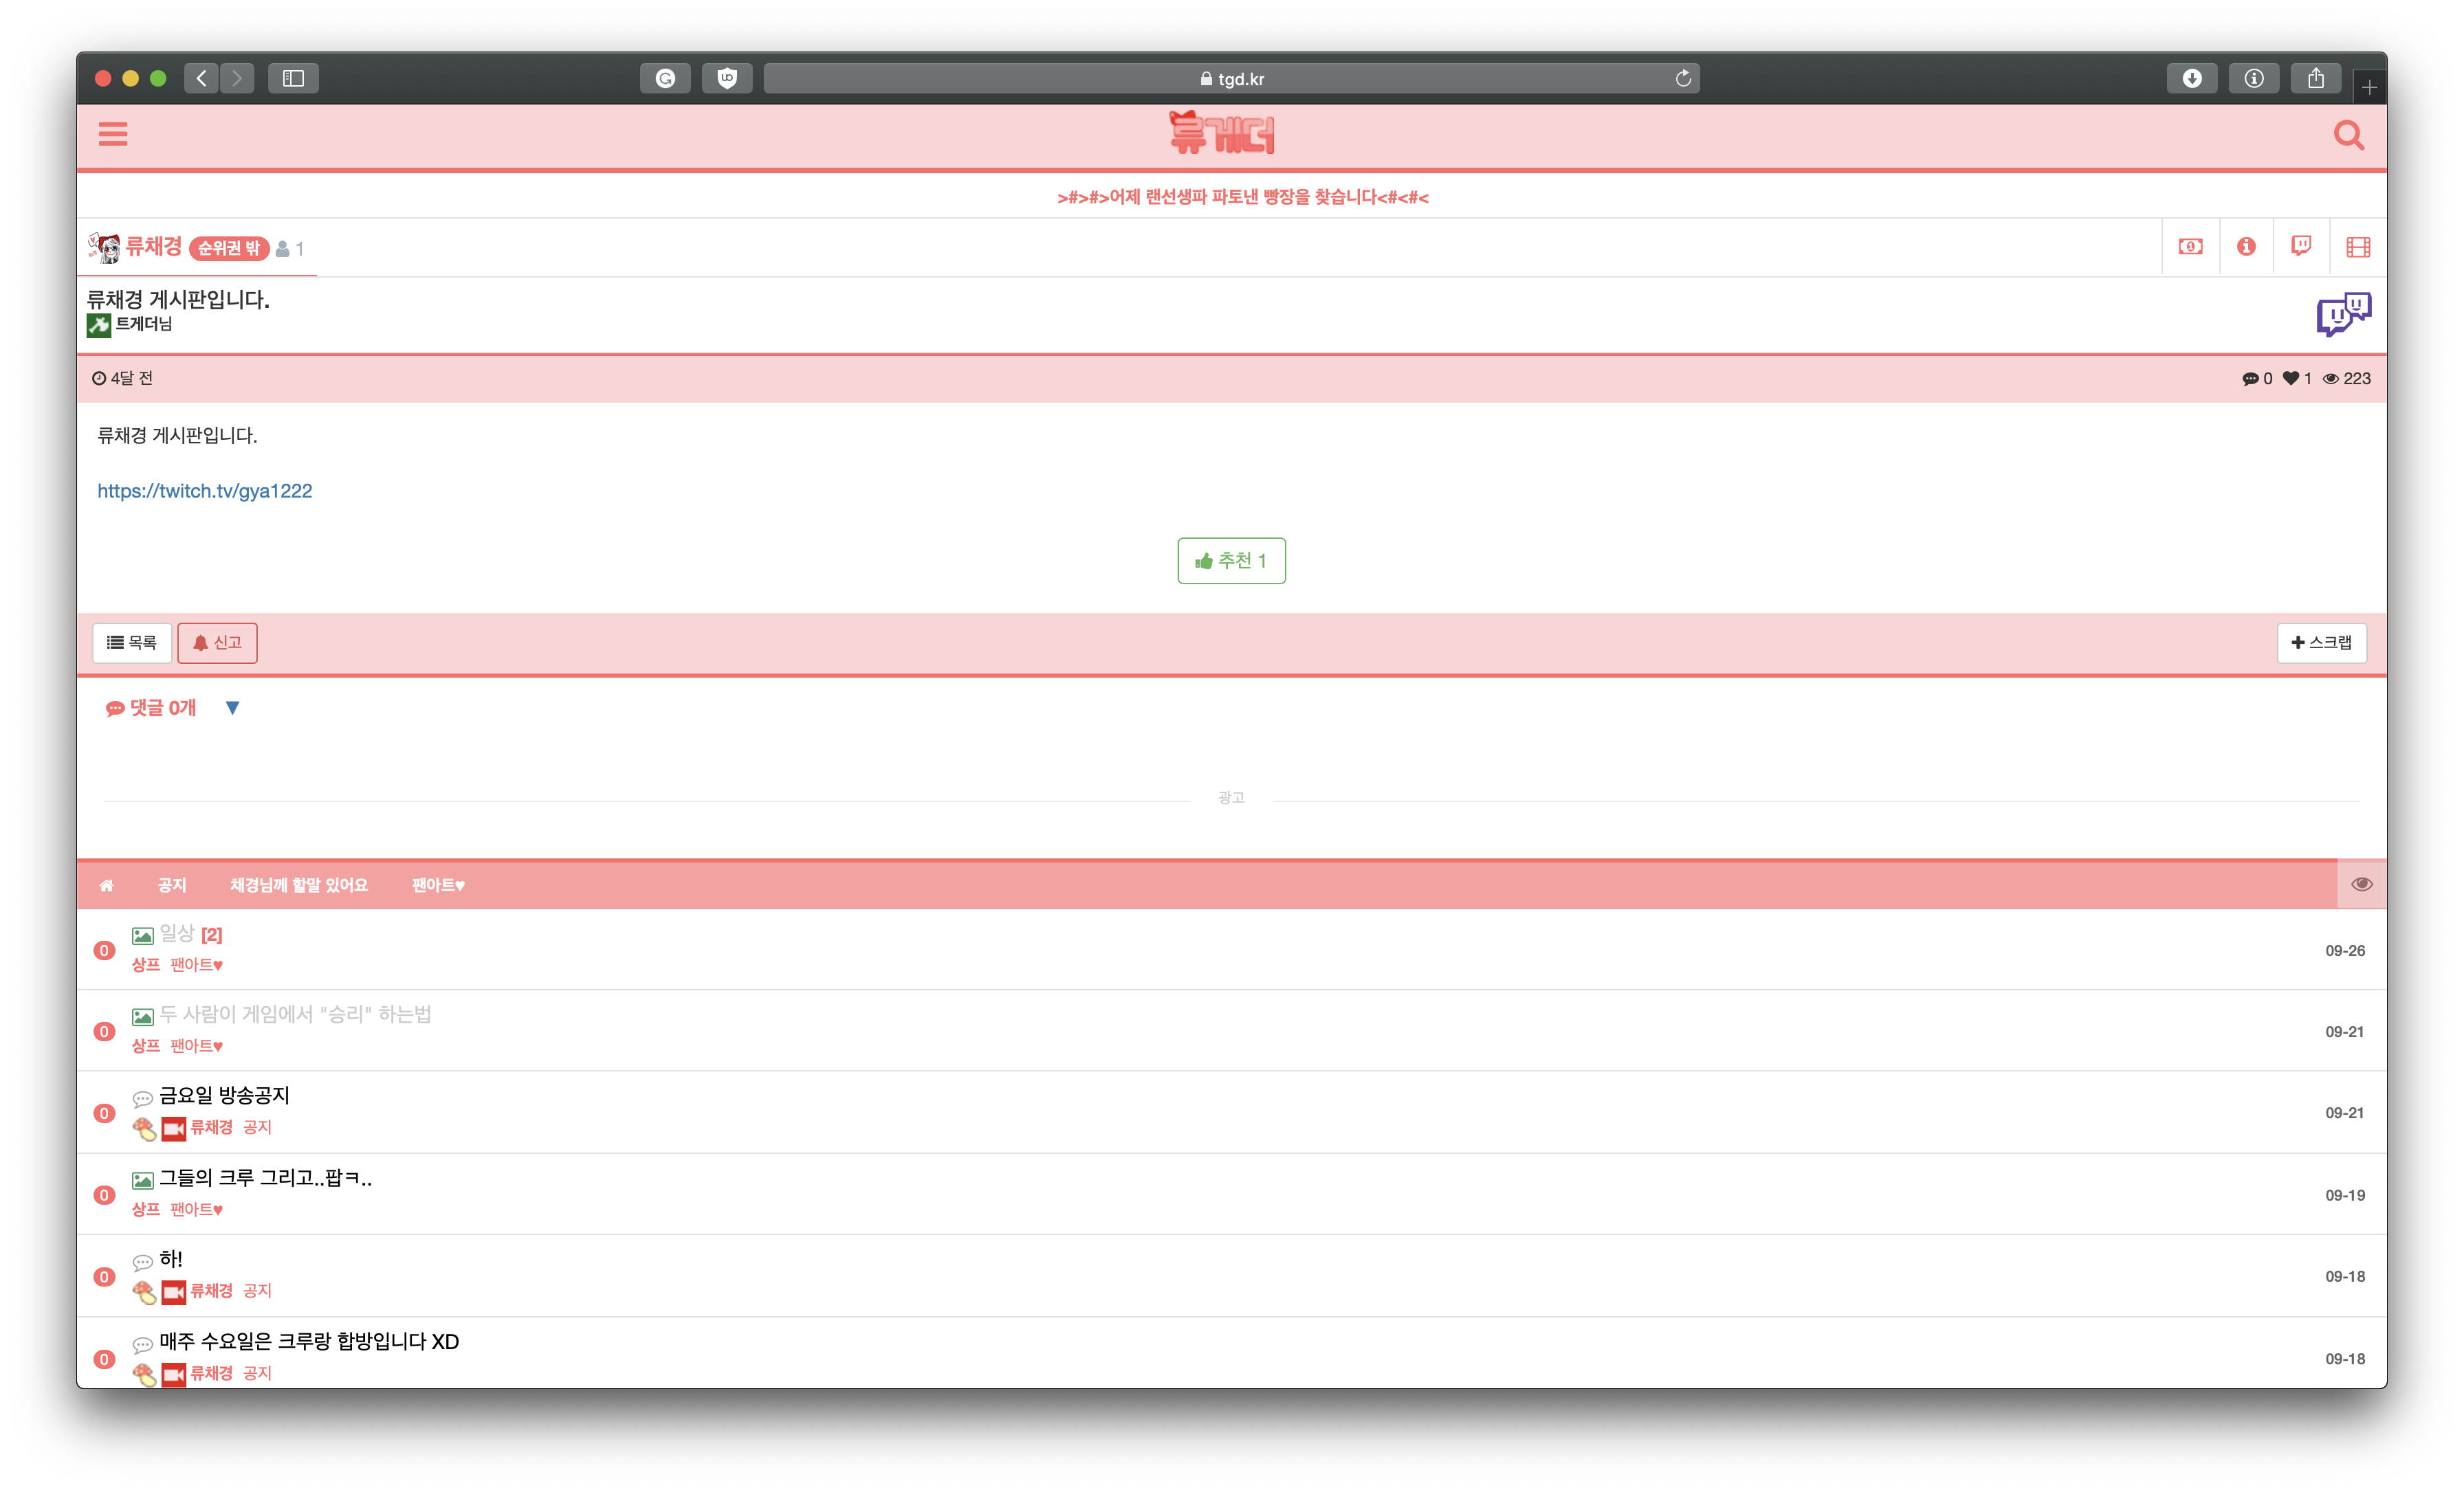 tgd.kr
류게더
>#>#>어제 랜선생파 파토낸 빵장을 찾습니다<#<#<
류채경 순위권 밖 1
류채경 게시판입니다.
트게더님
4달 전 0 1 223
류채경 게시판입니다.
https://twitch.tv/gya1222
추천 1
목록 신고 스크랩
댓글 0개 ▼
광고
공지 채경님께 할말 있어요 팬아트♥
0 일상 [2] 09-26
상프 팬아트♥
0 두 사람이 게임에서 "승리" 하는법 09-21
상프 팬아트♥
0 금요일 방송공지 09-21
류채경 공지
0 그들의 크루 그리고..팝ㅋ.. 09-19
상프 팬아트♥
0 하! 09-18
류채경 공지
0 매주 수요일은 크루랑 합방입니다 XD 09-18
류채경 공지